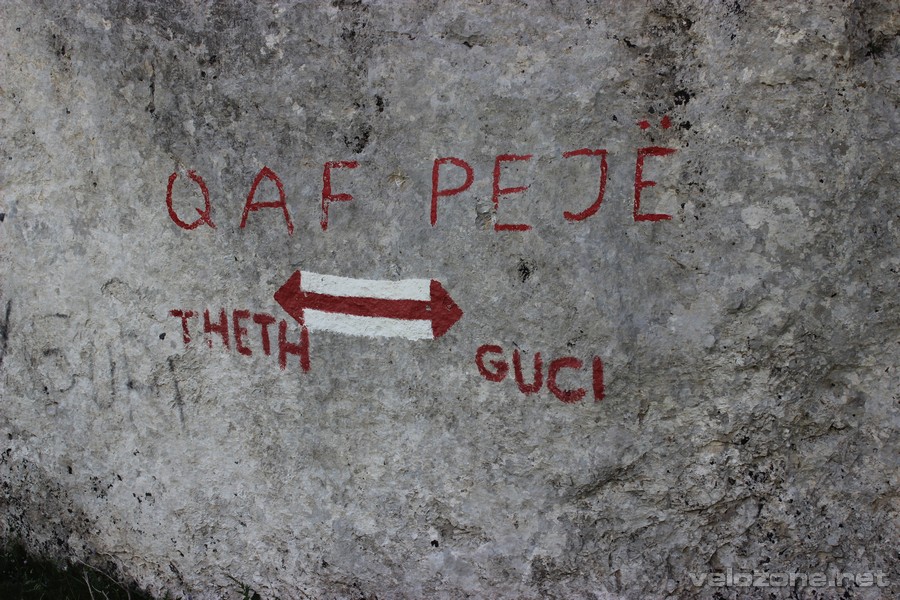 QAF PEJË
THETH
GUCI
velozone.net